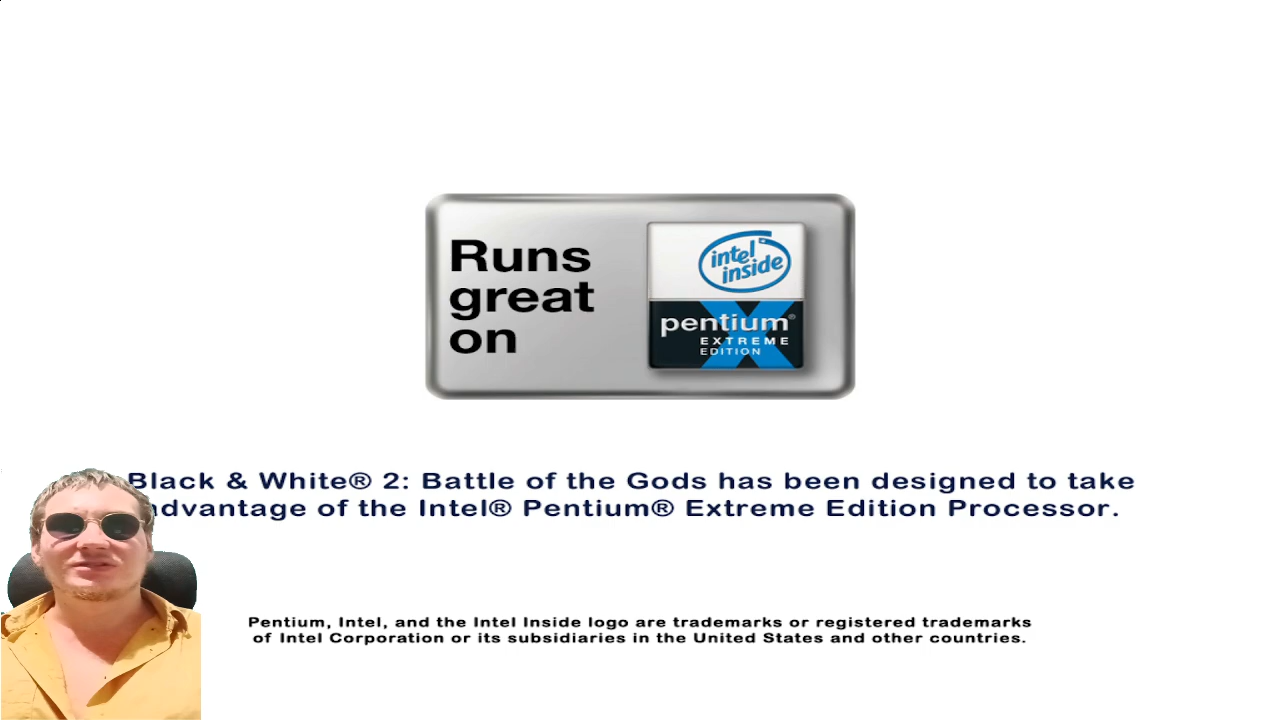 Runs
great
on
intel
inside
pentium®
EXTREME
EDITION
Black & White® 2: Battle of the Gods has been designed to take
advantage of the Intel® Pentium® Extreme Edition Processor.
Pentium, Intel, and the Intel Inside logo are trademarks or registered trademarks
of Intel Corporation or its subsidiaries in the United States and other countries.